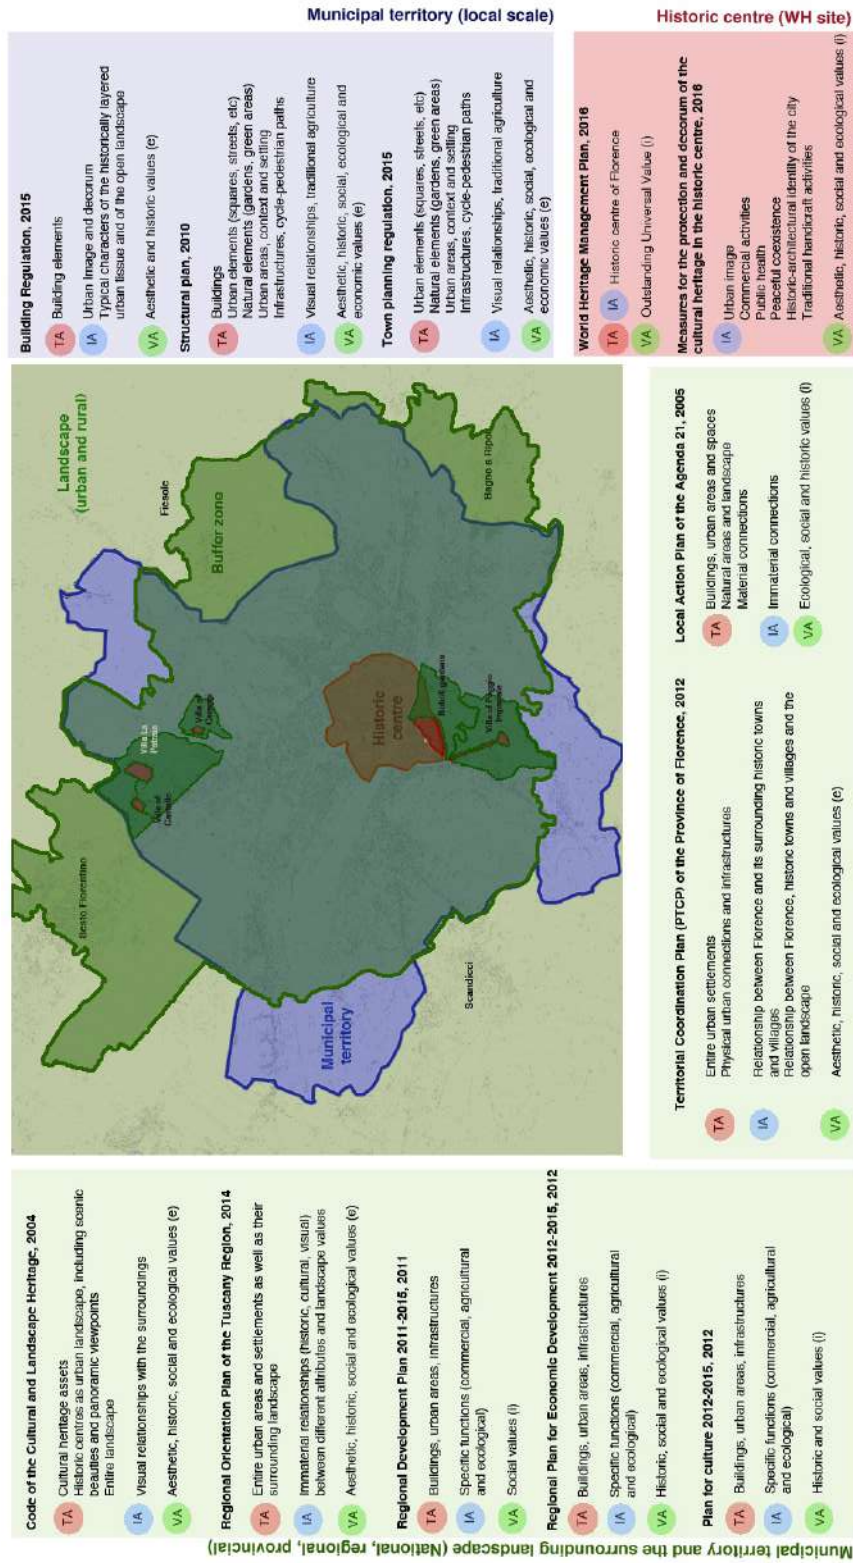 Municipal territory and the surrounding landscape (National, regional, provincial)
Code of the Cultural and Landscape Heritage, 2004
TA
Cultural heritage assets
Historic centres as urban landscape, including scenic
beauties and panoramic viewpoints
Entire landscape
IA
Visual relationships with the surroundings
VA
Aesthetic, historic, social and ecological values (e)
Regional Orientation Plan of the Tuscany Region, 2014
TA
Entire urban areas and settlements as well as their
surrounding landscape
IA
Immaterial relationships (historic, cultural, visual)
between different attributes and landscape values
VA
Aesthetic, historic, social and ecological values (e)
Regional Development Plan 2011-2015, 2011
TA
Buildings, urban areas, infrastructures
IA
Specific functions (commercial, agricultural
and ecological)
VA
Social values (i)
Regional Plan for Economic Development 2012-2015, 2012
TA
Buildings, urban areas, infrastructures
IA
Specific functions (commercial, agricultural
and ecological)
VA
Historic, social and ecological values (i)
Plan for culture 2012-2015, 2012
TA
Buildings, urban areas, infrastructures
IA
Specific functions (commercial, agricultural
and ecological)
VA
Historic and social values (i)
Landscape
(urban and rural)
Fiesole
Buffer zone
Sesto Fiorentino
Villa La
Petraia
Villa of
Careggi
Villa of
Castello
Historic
centre
Boboli gardens
Villa of Poggio
Imperiale
Bagno a Ripoli
Municipal
territory
Scandicci
Territorial Coordination Plan (PTCP) of the Province of Florence, 2012
TA
Entire urban settlements
Physical urban connections and infrastructures
IA
Relationship between Florence and its surrounding historic towns
and villages
Relationship between Florence, historic towns and villages and the
open landscape
VA
Aesthetic, historic, social and ecological values (e)
Local Action Plan of the Agenda 21, 2005
TA
Buildings, urban areas and spaces
Natural areas and landscape
Material connections
IA
Immaterial connections
VA
Ecological, social and historic values (i)
Municipal territory (local scale)
Building Regulation, 2015
TA
Building elements
IA
Urban image and decorum
Typical characters of the historically layered
urban tissue and of the open landscape
VA
Aesthetic and historic values (e)
Structural plan, 2010
TA
Buildings
Urban elements (squares, streets, etc)
Natural elements (gardens, green areas)
Urban areas, context and setting
Infrastructures, cycle-pedestrian paths
IA
Visual relationships, traditional agriculture
VA
Aesthetic, historic, social, ecological and
economic values (e)
Town planning regulation, 2015
TA
Urban elements (squares, streets, etc)
Natural elements (gardens, green areas)
Urban areas, context and setting
Infrastructures, cycle-pedestrian paths
IA
Visual relationships, traditional agriculture
VA
Aesthetic, historic, social, ecological and
economic values (e)
Historic centre (WH site)
World Heritage Management Plan, 2016
TA
IA
Historic centre of Florence
VA
Outstanding Universal Value (i)
Measures for the protection and decorum of the
cultural heritage in the historic centre, 2016
IA
Urban image
Commercial activities
Public health
Peaceful coexistence
Historic-architectural identity of the city
Traditional handicraft activities
VA
Aesthetic, historic, social and ecological values (i)